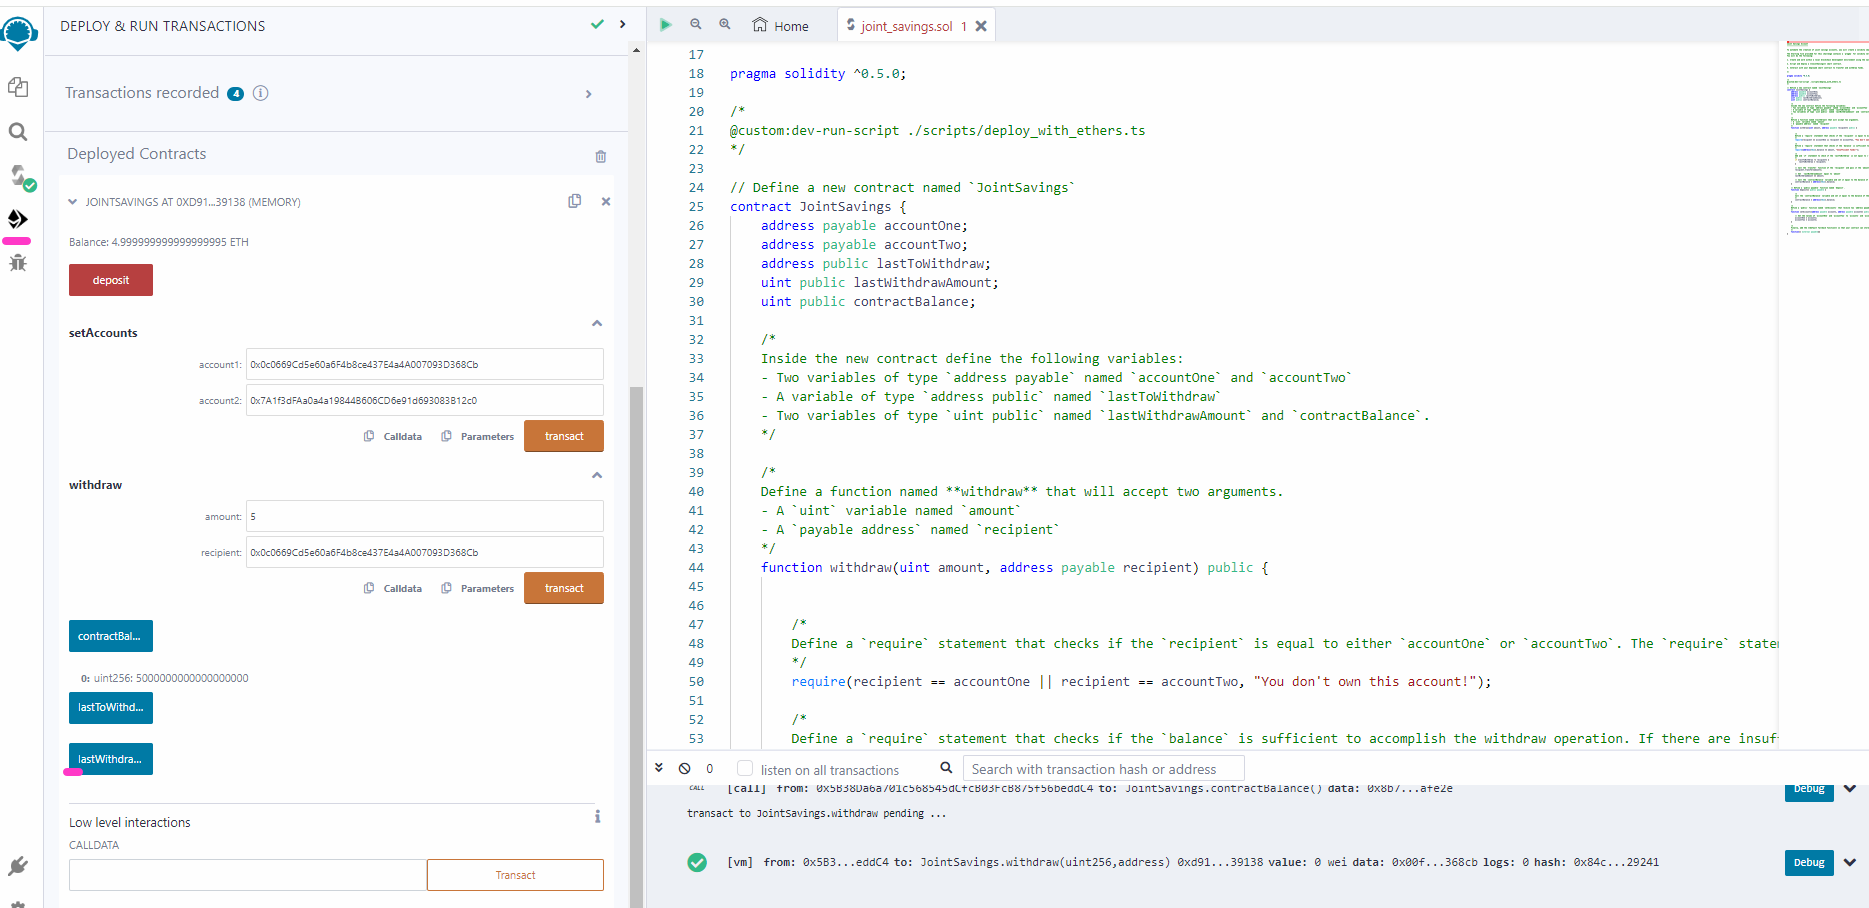 DEPLOY & RUN TRANSACTIONS
Transactions recorded 4 i
Deployed Contracts
JOINTSAVINGS AT 0XD91...39138 (MEMORY)
Balance: 4.999999999999999995 ETH
deposit
setAccounts
account1: 0x0c0669Cd5e60a6F4b8ce437E4a4A007093D368Cb
account2: 0x7A1f3dFAa0a4a19844B606CD6e91d693083B12c0
Calldata Parameters transact
withdraw
amount: 5
recipient: 0x0c0669Cd5e60a6F4b8ce437E4a4A007093D368Cb
Calldata Parameters transact
contractBal...
0: uint256: 5000000000000000000
lastToWithd...
lastWithdra...
Low level interactions i
CALLDATA
Transact
Home joint_savings.sol 1
17
18 pragma solidity ^0.5.0;
19
20 /*
21 @custom:dev-run-script ./scripts/deploy_with_ethers.ts
22 */
23
24 // Define a new contract named `JointSavings`
25 contract JointSavings {
26 address payable accountOne;
27 address payable accountTwo;
28 address public lastToWithdraw;
29 uint public lastWithdrawAmount;
30 uint public contractBalance;
31
32 /*
33 Inside the new contract define the following variables:
34 - Two variables of type `address payable` named `accountOne` and `accountTwo`
35 - A variable of type `address public` named `lastToWithdraw`
36 - Two variables of type `uint public` named `lastWithdrawAmount` and `contractBalance`.
37 */
38
39 /*
40 Define a function named **withdraw** that will accept two arguments.
41 - A `uint` variable named `amount`
42 - A `payable address` named `recipient`
43 */
44 function withdraw(uint amount, address payable recipient) public {
45
46
47 /*
48 Define a `require` statement that checks if the `recipient` is equal to either `accountOne` or `accountTwo`. The `require` stater
49 */
50 require(recipient == accountOne || recipient == accountTwo, "You don't own this account!");
51
52 /*
53 Define a `require` statement that checks if the `balance` is sufficient to accomplish the withdraw operation. If there are insuf
0 listen on all transactions Search with transaction hash or address
CALL [call] from: 0x5B38Da6a701c568545dCfcB03FcB875f56beddC4 to: JointSavings.contractBalance() data: 0x8b7...afe2e Debug
transact to JointSavings.withdraw pending ...
[vm] from: 0x5B3...eddC4 to: JointSavings.withdraw(uint256,address) 0xd91...39138 value: 0 wei data: 0x00f...368cb logs: 0 hash: 0x84c...29241 Debug